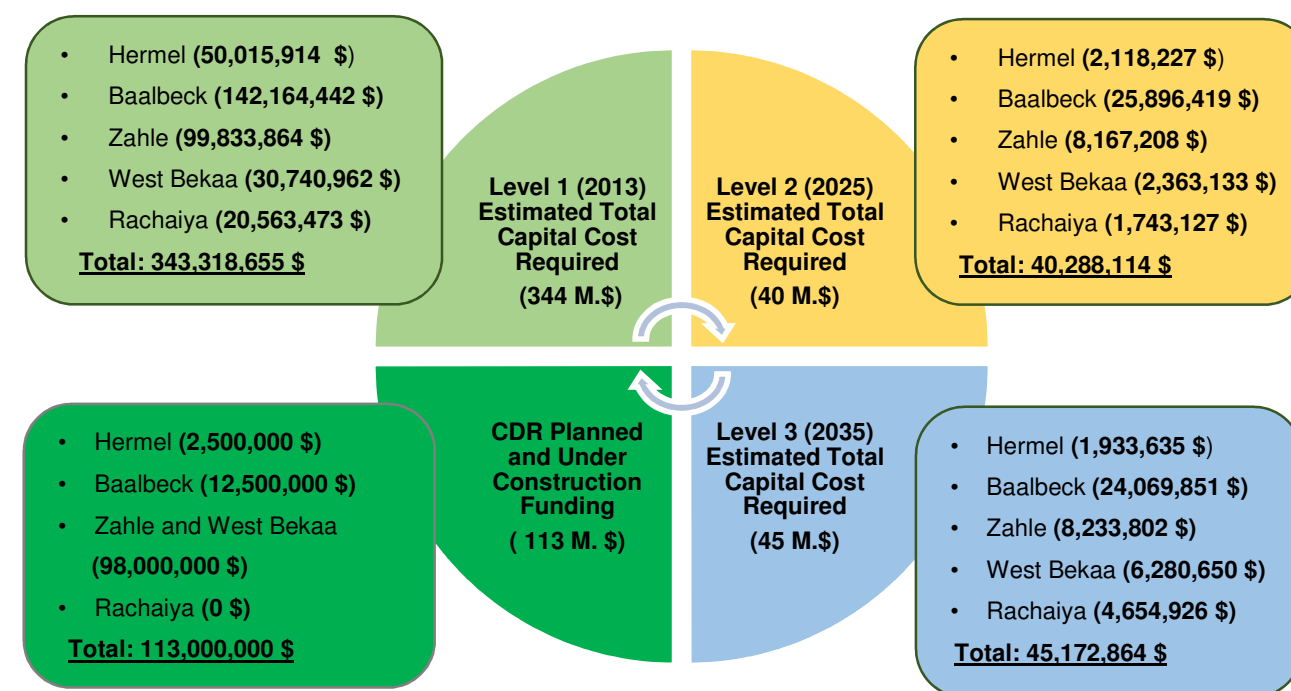 • Hermel (50,015,914 $)
• Baalbeck (142,164,442 $)
• Zahle (99,833,864 $)
• West Bekaa (30,740,962 $)
• Rachaiya (20,563,473 $)
Total: 343,318,655 $
Level 1 (2013)
Estimated Total
Capital Cost
Required
(344 M.$)
Level 2 (2025)
Estimated Total
Capital Cost
Required
(40 M.$)
• Hermel (2,118,227 $)
• Baalbeck (25,896,419 $)
• Zahle (8,167,208 $)
• West Bekaa (2,363,133 $)
• Rachaiya (1,743,127 $)
Total: 40,288,114 $
• Hermel (2,500,000 $)
• Baalbeck (12,500,000 $)
• Zahle and West Bekaa
(98,000,000 $)
• Rachaiya (0 $)
Total: 113,000,000 $
CDR Planned
and Under
Construction
Funding
( 113 M. $)
Level 3 (2035)
Estimated Total
Capital Cost
Required
(45 M.$)
• Hermel (1,933,635 $)
• Baalbeck (24,069,851 $)
• Zahle (8,233,802 $)
• West Bekaa (6,280,650 $)
• Rachaiya (4,654,926 $)
Total: 45,172,864 $